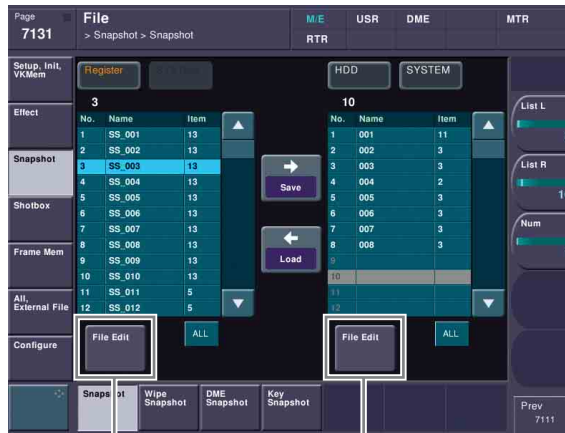 Page
7131
File
> Snapshot > Snapshot
M/E USR DME MTR
RTR
Setup, Init,
VKMem
Effect
Snapshot
Shotbox
Frame Mem
All,
External File
Configure
Register
HDD SYSTEM
3
No. Name Item
1 SS_001 13
2 SS_002 13
3 SS_003 13
4 SS_004 13
5 SS_005 13
6 SS_006 13
7 SS_007 13
8 SS_008 13
9 SS_009 13
10 SS_010 13
11 SS_011 5
12 SS_012 5
Save
Load
10
No. Name Item
1 001 11
2 002 3
3 003 3
4 004 2
5 005 3
6 006 3
7 007 3
8 008 3
9
10
11
12
File Edit ALL
File Edit ALL
List L
List R
1
Num
Snapshot
Wipe
Snapshot
DME
Snapshot
Key
Snapshot
Prev
7111